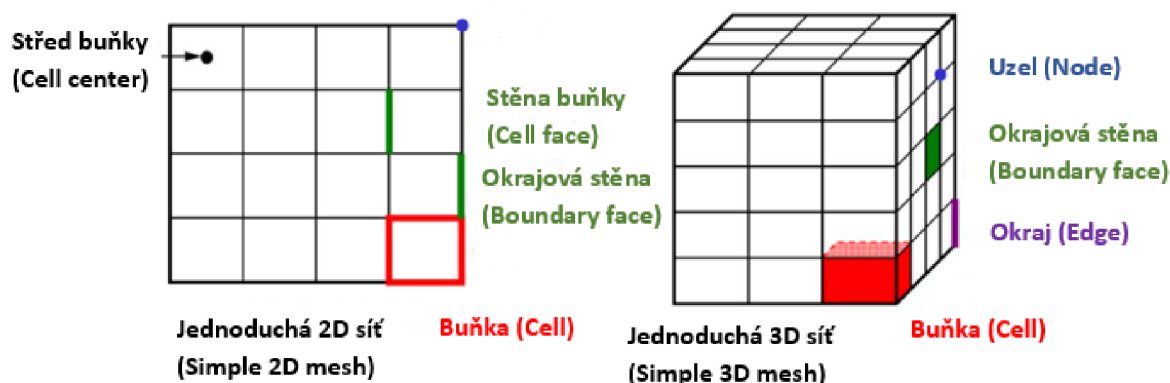 Střed buňky
(Cell center)
Stěna buňky
(Cell face)
Okrajová stěna
(Boundary face)
Jednoduchá 2D síť
(Simple 2D mesh)
Buňka (Cell)
Uzel (Node)
Okrajová stěna
(Boundary face)
Okraj (Edge)
Jednoduchá 3D síť
(Simple 3D mesh)
Buňka (Cell)